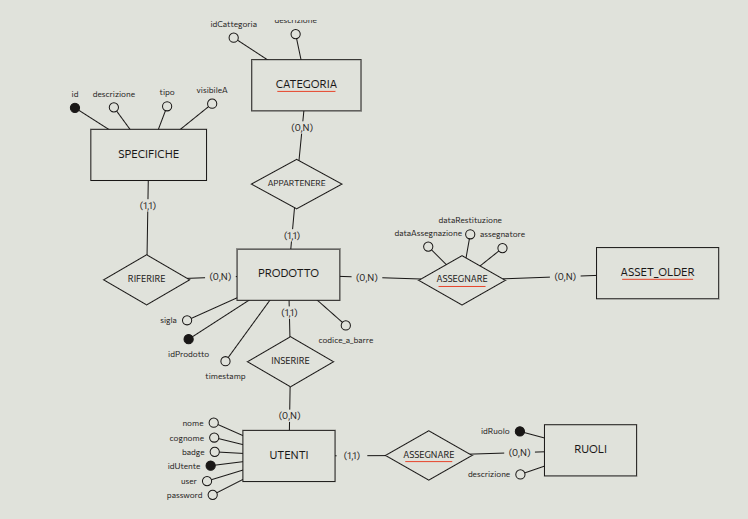 descrizione
idCattegoria
CATEGORIA
id
descrizione
tipo
visibileA
SPECIFICHE
(0,N)
APPARTENERE
(1,1)
(1,1)
dataRestituzione
dataAssegnazione
assegnatore
RIFERIRE
(0,N)
PRODOTTO
(0,N)
ASSEGNARE
(0,N)
ASSET_OLDER
sigla
(1,1)
idProdotto
codice_a_barre
timestamp
INSERIRE
(0,N)
nome
cognome
badge
idUtente
user
password
UTENTI
(1,1)
ASSEGNARE
(0,N)
idRuolo
descrizione
RUOLI